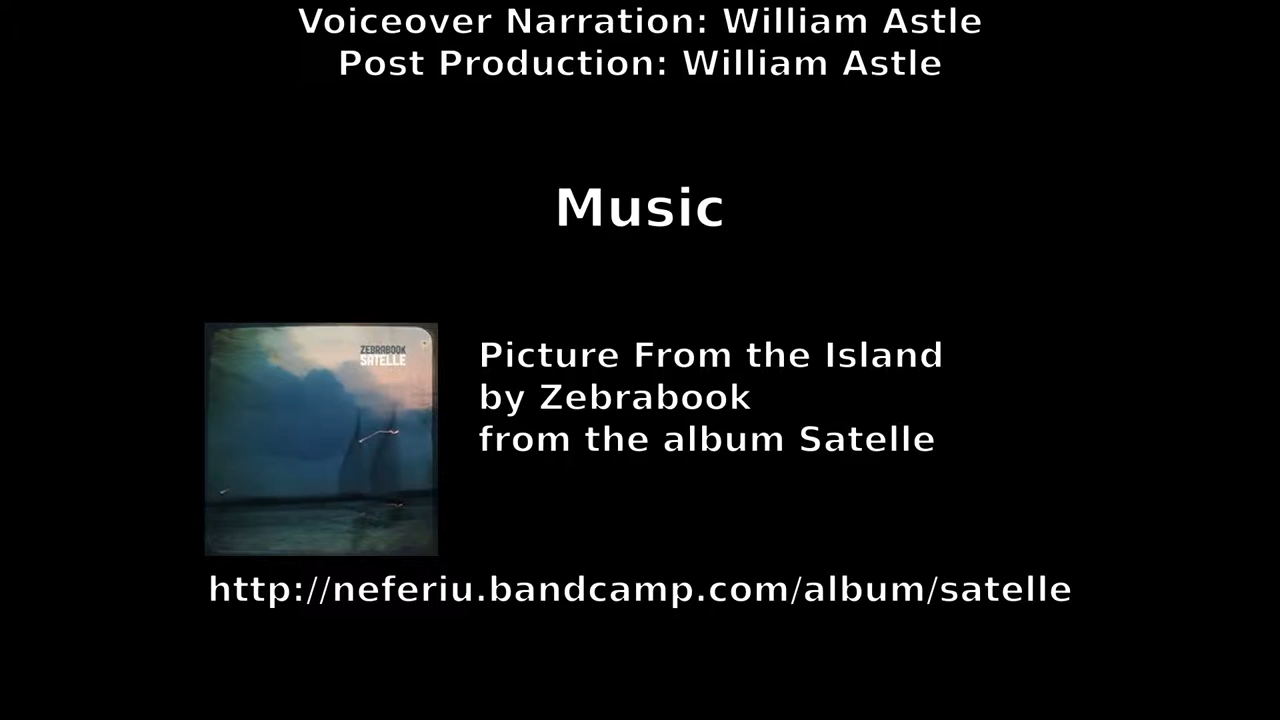 Voiceover Narration: William Astle
Post Production: William Astle
Music
ZEBRABOOK
SATELLE
Picture From the Island
by Zebrabook
from the album Satelle
http://neferiu.bandcamp.com/album/satelle